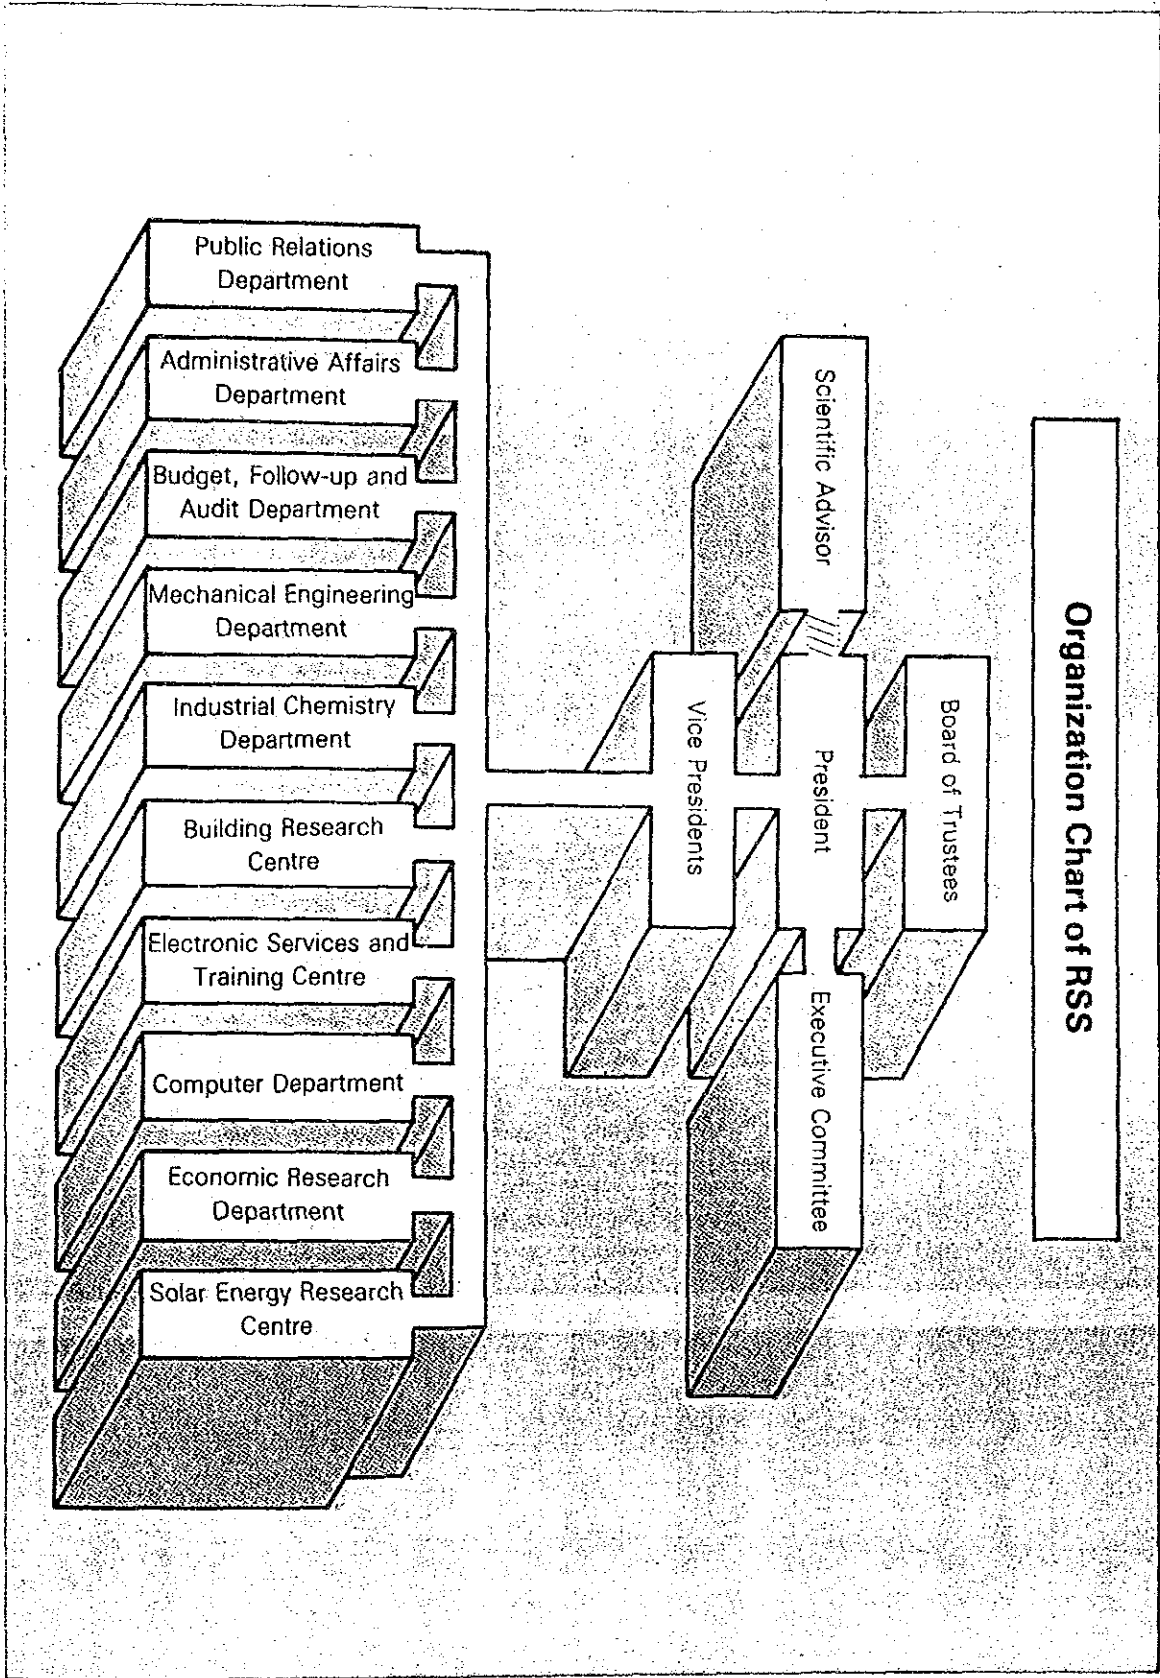 Organization Chart of RSS
Board of Trustees
Scientific Advisor
President
Executive Committee
Vice Presidents
Public Relations
Department
Administrative Affairs
Department
Budget, Follow-up and
Audit Department
Mechanical Engineering
Department
Industrial Chemistry
Department
Building Research
Centre
Electronic Services and
Training Centre
Computer Department
Economic Research
Department
Solar Energy Research
Centre